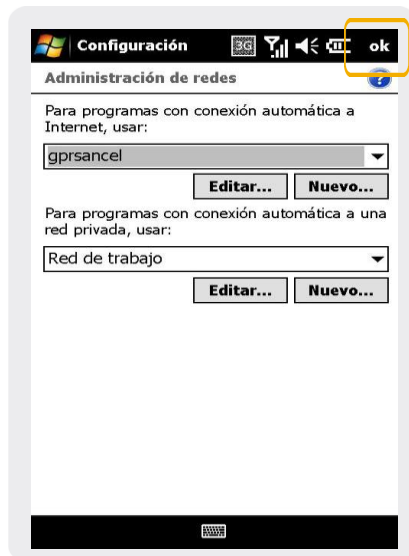 Configuración 3G ok
Administración de redes ?
Para programas con conexión automática a
Internet, usar:
gprsancel
Editar... Nuevo...
Para programas con conexión automática a una
red privada, usar:
Red de trabajo
Editar... Nuevo...